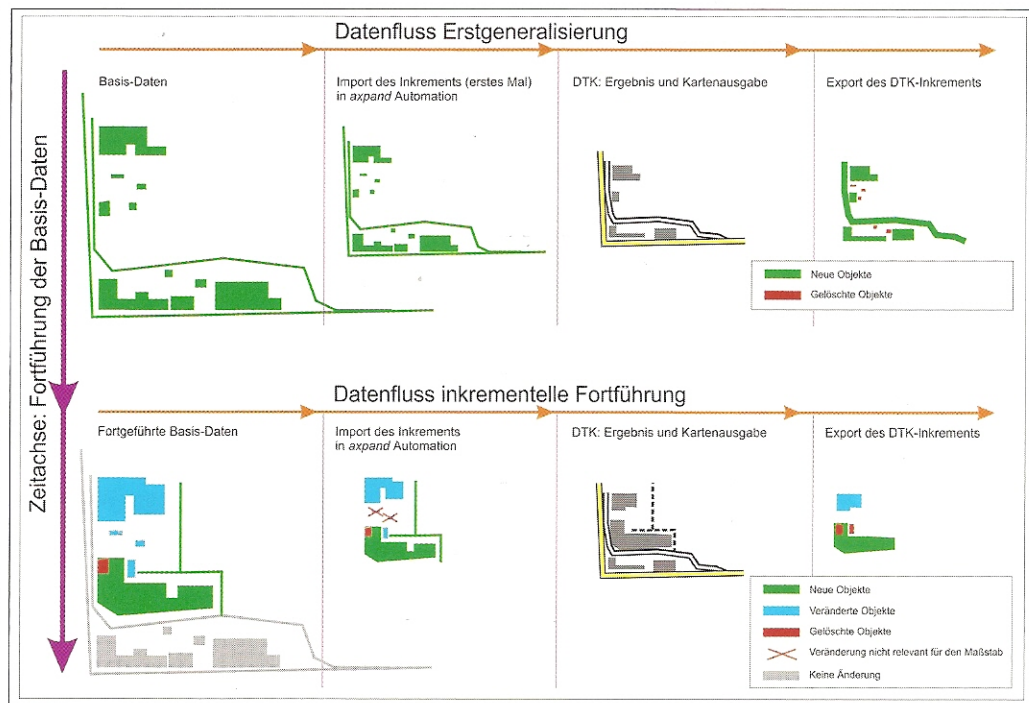 Datenfluss Erstgeneralisierung
Zeitachse: Fortführung der Basis-Daten
Basis-Daten
Import des Inkrements (erstes Mal)
in axpand Automation
DTK: Ergebnis und Kartenausgabe
Export des DTK-Inkrements
Neue Objekte
Gelöschte Objekte
Datenfluss inkrementelle Fortführung
Fortgeführte Basis-Daten
Import des Inkrements
in axpand Automation
DTK: Ergebnis und Kartenausgabe
Export des DTK-Inkrements
Neue Objekte
Veränderte Objekte
Gelöschte Objekte
Veränderung nicht relevant für den Maßstab
Keine Änderung